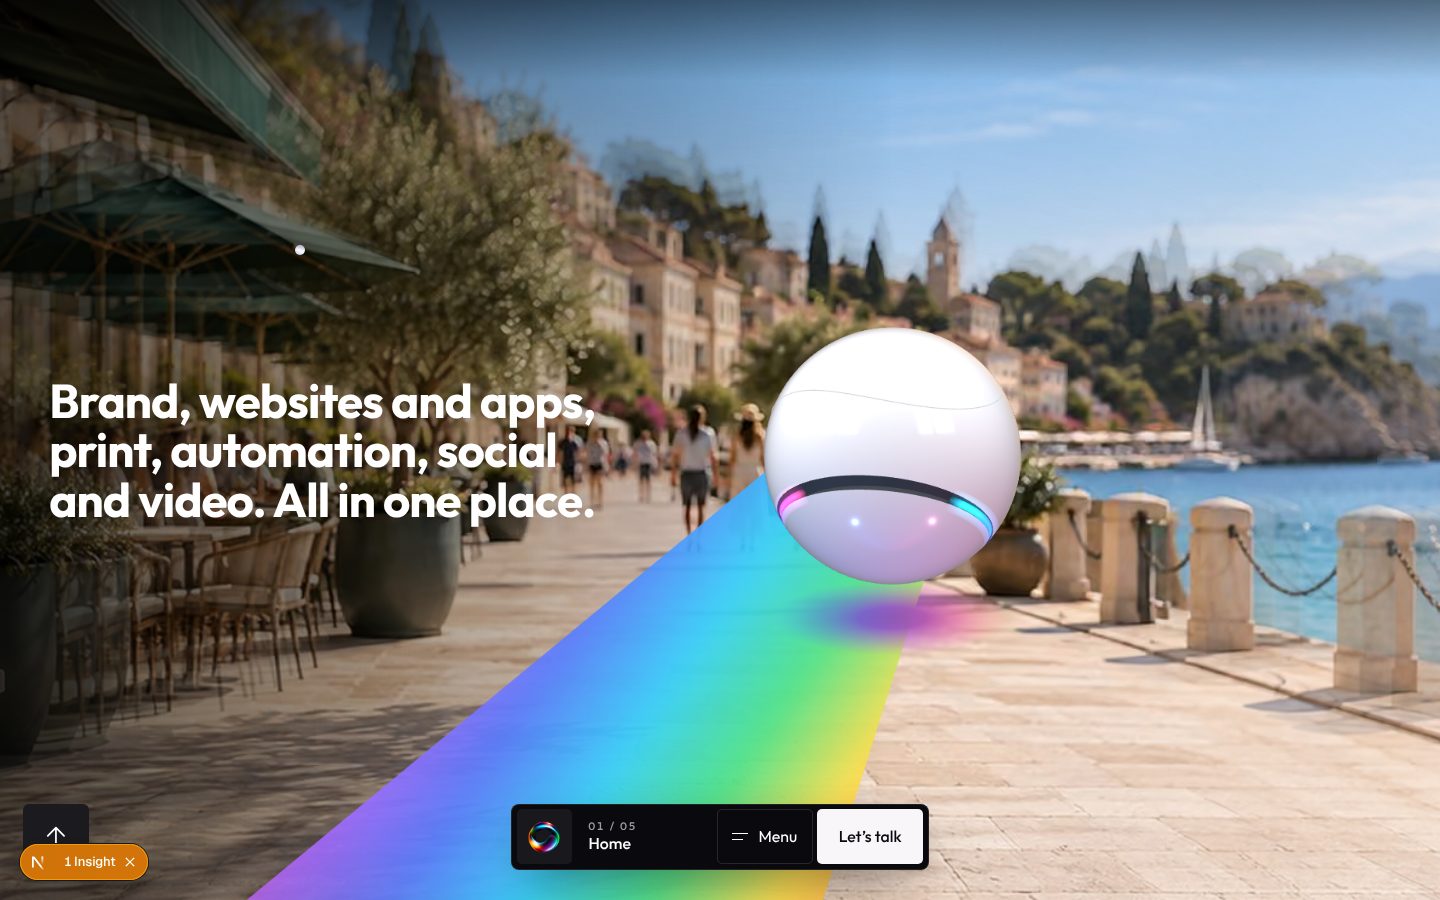 Brand, websites and apps,
print, automation, social
and video. All in one place.
01 / 05
Home
Menu
Let's talk
1 Insight